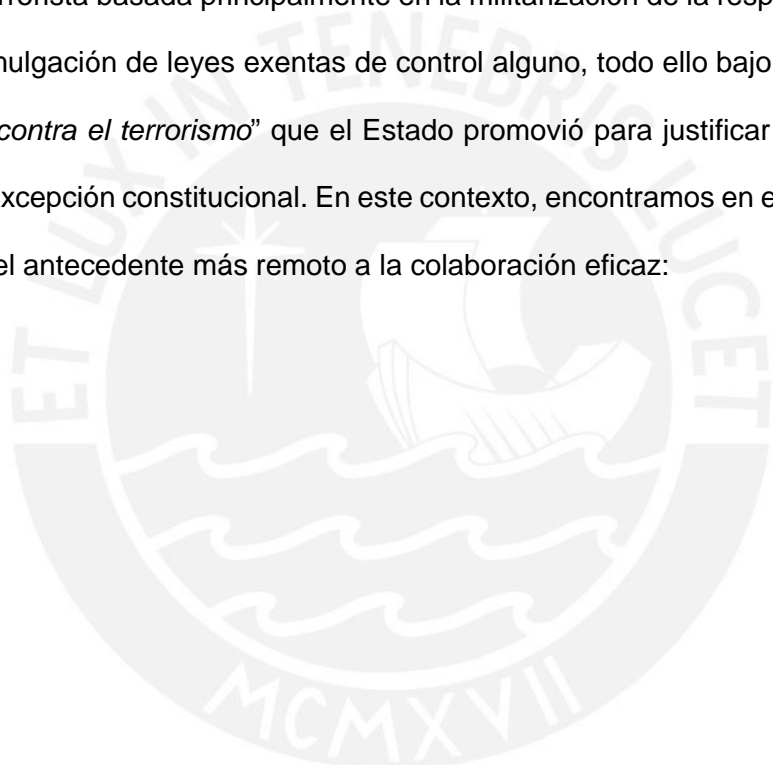 rrorista basada principalmente en la militarización de la resp
nulgación de leyes exentas de control alguno, todo ello bajo
contra el terrorismo” que el Estado promovió para justificar
excepción constitucional. En este contexto, encontramos en e
el antecedente más remoto a la colaboración eficaz:
ET LUX IN TENEBRIS LUCET
MCMXVII